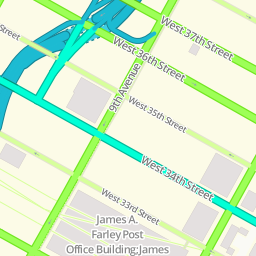 West 37th Street
Street
West 36th Street
9th Avenue
West 35th Street
West 34th Street
West 33rd Street
James A.
Farley Post
Office Building;James